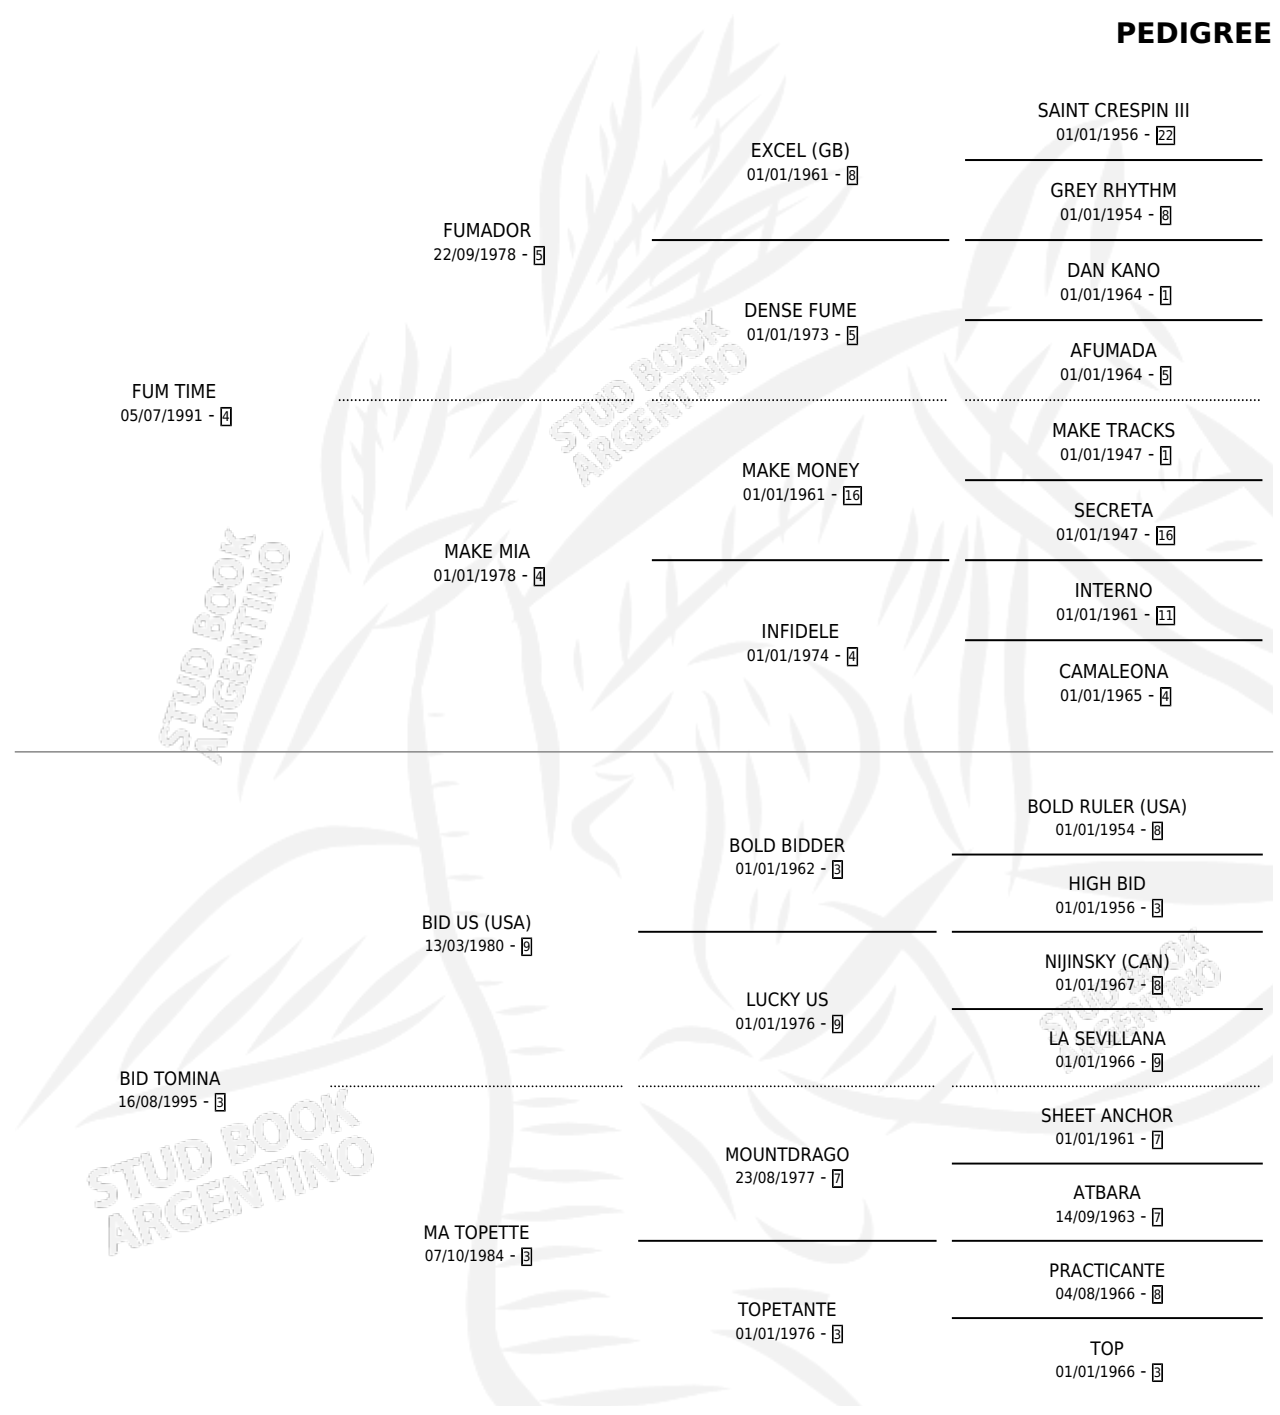 PEDIGREE
SAINT CRESPIN III
01/01/1956 - 22
EXCEL (GB)
01/01/1961 - 8
GREY RHYTHM
01/01/1954 - 8
FUMADOR
22/09/1978 - 5
DAN KANO
01/01/1964 - 1
DENSE FUME
01/01/1973 - 5
AFUMADA
01/01/1964 - 5
FUM TIME
05/07/1991 - 4
MAKE TRACKS
01/01/1947 - 1
MAKE MONEY
01/01/1961 - 16
SECRETA
01/01/1947 - 16
MAKE MIA
01/01/1978 - 4
INTERNO
01/01/1961 - 11
INFIDELE
01/01/1974 - 4
CAMALEONA
01/01/1965 - 4
STUD BOOK
ARGENTINO
STUD BOOK
ARGENTINO
BOLD RULER (USA)
01/01/1954 - 8
BOLD BIDDER
01/01/1962 - 3
HIGH BID
01/01/1956 - 3
BID US (USA)
13/03/1980 - 9
NIJINSKY (CAN)
01/01/1967 - 8
LUCKY US
01/01/1976 - 9
LA SEVILLANA
01/01/1966 - 9
BID TOMINA
16/08/1995 - 3
SHEET ANCHOR
01/01/1961 - 7
MOUNTDRAGO
23/08/1977 - 7
ATBARA
14/09/1963 - 7
MA TOPETTE
07/10/1984 - 3
PRACTICANTE
04/08/1966 - 8
TOPETANTE
01/01/1976 - 3
TOP
01/01/1966 - 3
STUD BOOK
ARGENTINO
STUD BOOK
ARGENTINO